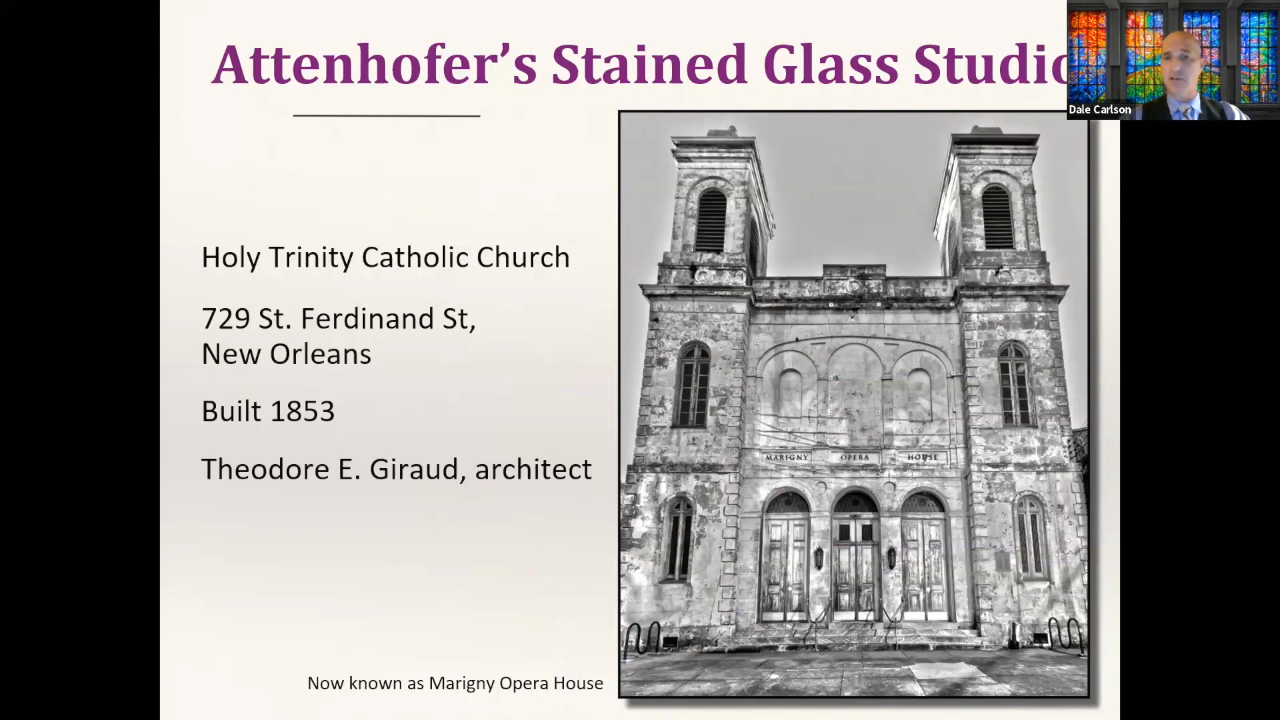 Attenhofer's Stained Glass Studio
Dale Carlson
Holy Trinity Catholic Church
729 St. Ferdinand St,
New Orleans
Built 1853
Theodore E. Giraud, architect
MARIGNY OPERA HOUSE
Now known as Marigny Opera House